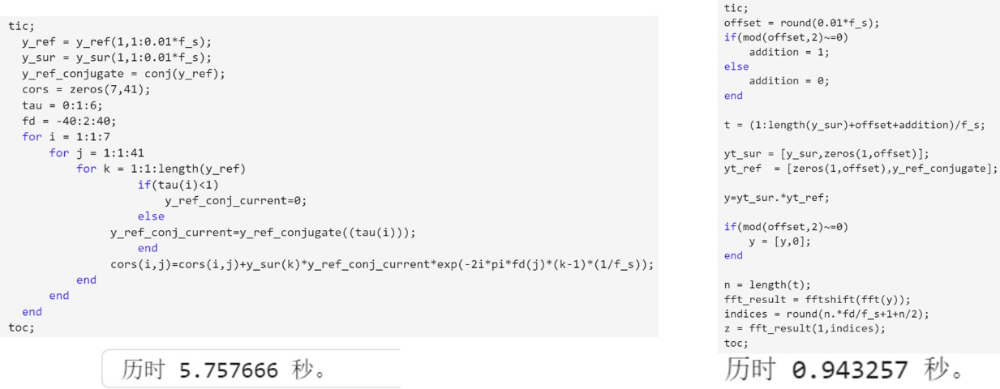 tic;
y_ref = y_ref(1,1:0.01*f_s);
y_sur = y_sur(1,1:0.01*f_s);
y_ref_conjugate = conj(y_ref);
cors = zeros(7,41);
tau = 0:1:6;
fd = -40:2:40;
for i = 1:1:7
for j = 1:1:41
for k = 1:1:length(y_ref)
if(tau(i)<1)
y_ref_conj_current=0;
else
y_ref_conj_current=y_ref_conjugate((tau(i)));
end
cors(i,j)=cors(i,j)+y_sur(k)*y_ref_conj_current*exp(-2i*pi*fd(j)*(k-1)*(1/f_s));
end
end
end
toc;
历时 5.757666 秒。
tic;
offset = round(0.01*f_s);
if(mod(offset,2)~=0)
addition = 1;
else
addition = 0;
end
t = (1:length(y_sur)+offset+addition)/f_s;
yt_sur = [y_sur,zeros(1,offset)];
yt_ref = [zeros(1,offset),y_ref_conjugate];
y=yt_sur.*yt_ref;
if(mod(offset,2)~=0)
y = [y,0];
end
n = length(t);
fft_result = fftshift(fft(y));
indices = round(n.*fd/f_s+1+n/2);
z = fft_result(1,indices);
toc;
历时 0.943257 秒。